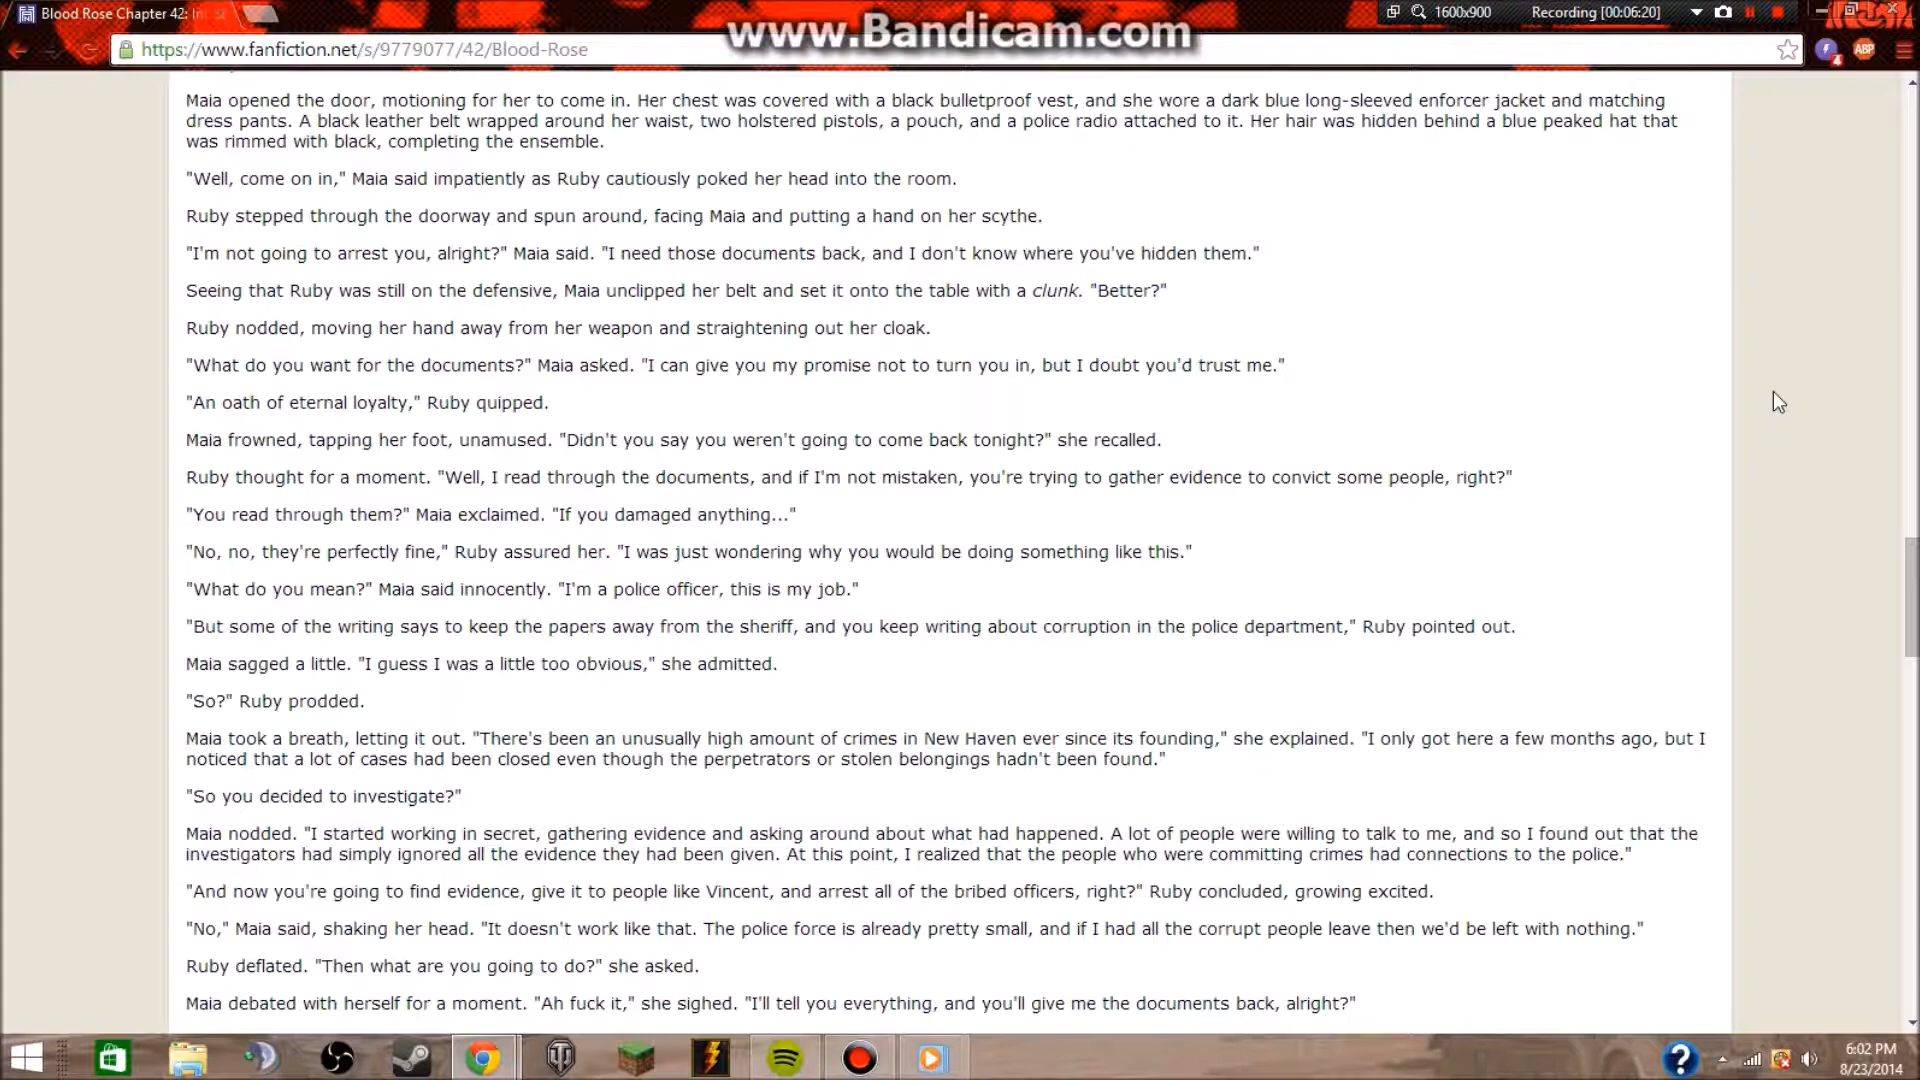 Blood Rose Chapter 42: In
www.Bandicam.com
1600x900
Recording [00:06:20]
https://www.fanfiction.net/s/9779077/42/Blood-Rose
4
ABP
Maia opened the door, motioning for her to come in. Her chest was covered with a black bulletproof vest, and she wore a dark blue long-sleeved enforcer jacket and matching
dress pants. A black leather belt wrapped around her waist, two holstered pistols, a pouch, and a police radio attached to it. Her hair was hidden behind a blue peaked hat that
was rimmed with black, completing the ensemble.
"Well, come on in," Maia said impatiently as Ruby cautiously poked her head into the room.
Ruby stepped through the doorway and spun around, facing Maia and putting a hand on her scythe.
"I'm not going to arrest you, alright?" Maia said. "I need those documents back, and I don't know where you've hidden them."
Seeing that Ruby was still on the defensive, Maia unclipped her belt and set it onto the table with a clunk. "Better?"
Ruby nodded, moving her hand away from her weapon and straightening out her cloak.
"What do you want for the documents?" Maia asked. "I can give you my promise not to turn you in, but I doubt you'd trust me."
"An oath of eternal loyalty," Ruby quipped.
Maia frowned, tapping her foot, unamused. "Didn't you say you weren't going to come back tonight?" she recalled.
Ruby thought for a moment. "Well, I read through the documents, and if I'm not mistaken, you're trying to gather evidence to convict some people, right?"
"You read through them?" Maia exclaimed. "If you damaged anything..."
"No, no, they're perfectly fine," Ruby assured her. "I was just wondering why you would be doing something like this."
"What do you mean?" Maia said innocently. "I'm a police officer, this is my job."
"But some of the writing says to keep the papers away from the sheriff, and you keep writing about corruption in the police department," Ruby pointed out.
Maia sagged a little. "I guess I was a little too obvious," she admitted.
"So?" Ruby prodded.
Maia took a breath, letting it out. "There's been an unusually high amount of crimes in New Haven ever since its founding," she explained. "I only got here a few months ago, but I
noticed that a lot of cases had been closed even though the perpetrators or stolen belongings hadn't been found."
"So you decided to investigate?"
Maia nodded. "I started working in secret, gathering evidence and asking around about what had happened. A lot of people were willing to talk to me, and so I found out that the
investigators had simply ignored all the evidence they had been given. At this point, I realized that the people who were committing crimes had connections to the police."
"And now you're going to find evidence, give it to people like Vincent, and arrest all of the bribed officers, right?" Ruby concluded, growing excited.
"No," Maia said, shaking her head. "It doesn't work like that. The police force is already pretty small, and if I had all the corrupt people leave then we'd be left with nothing."
Ruby deflated. "Then what are you going to do?" she asked.
Maia debated with herself for a moment. "Ah fuck it," she sighed. "I'll tell you everything, and you'll give me the documents back, alright?"
6:02 PM
8/23/2014